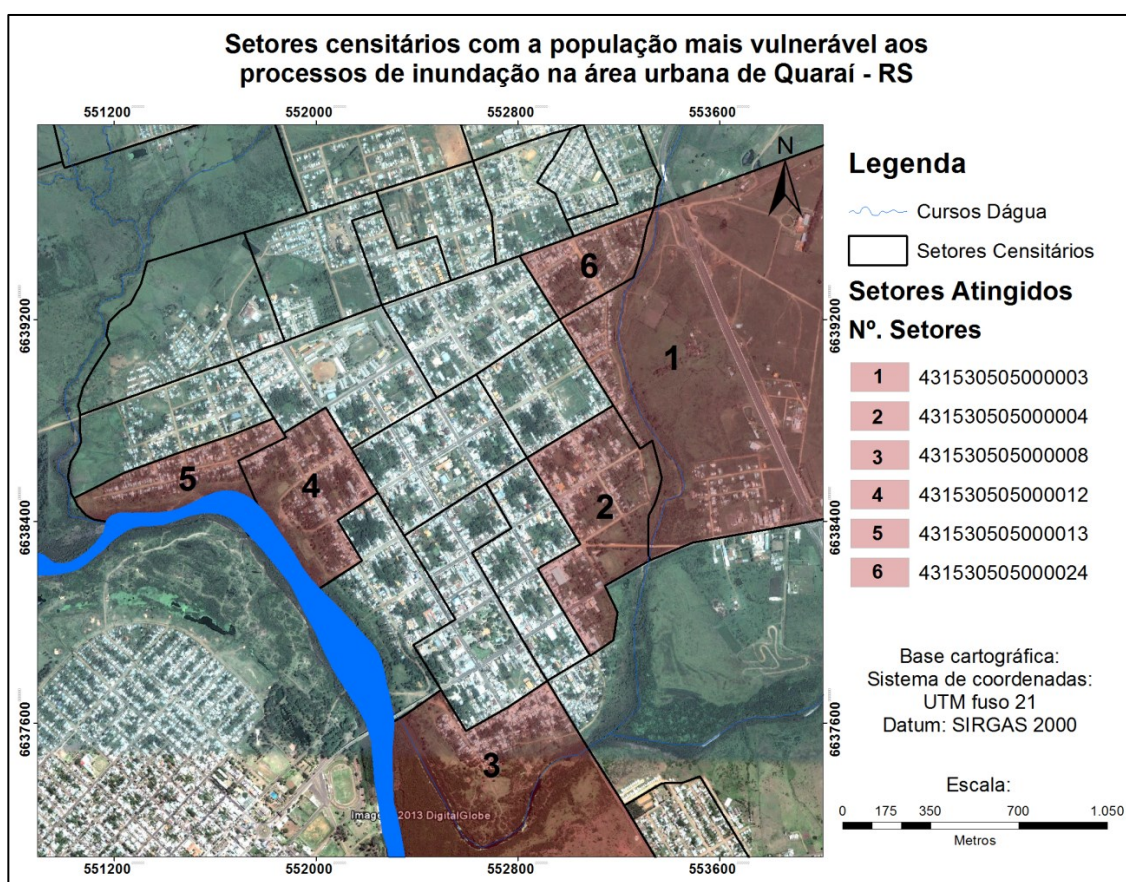 Setores censitários com a população mais vulnerável aos
processos de inundação na área urbana de Quaraí - RS
551200 552000 552800 553600
6639200
6638400
6637600
N
6
1
5
4
2
3
Image © 2013 DigitalGlobe
6639200
6638400
6637600
551200 552000 552800 553600
Legenda
Cursos Dágua
Setores Censitários
Setores Atingidos
Nº. Setores
1 431530505000003
2 431530505000004
3 431530505000008
4 431530505000012
5 431530505000013
6 431530505000024
Base cartográfica:
Sistema de coordenadas:
UTM fuso 21
Datum: SIRGAS 2000
Escala:
0 175 350 700 1.050
Metros